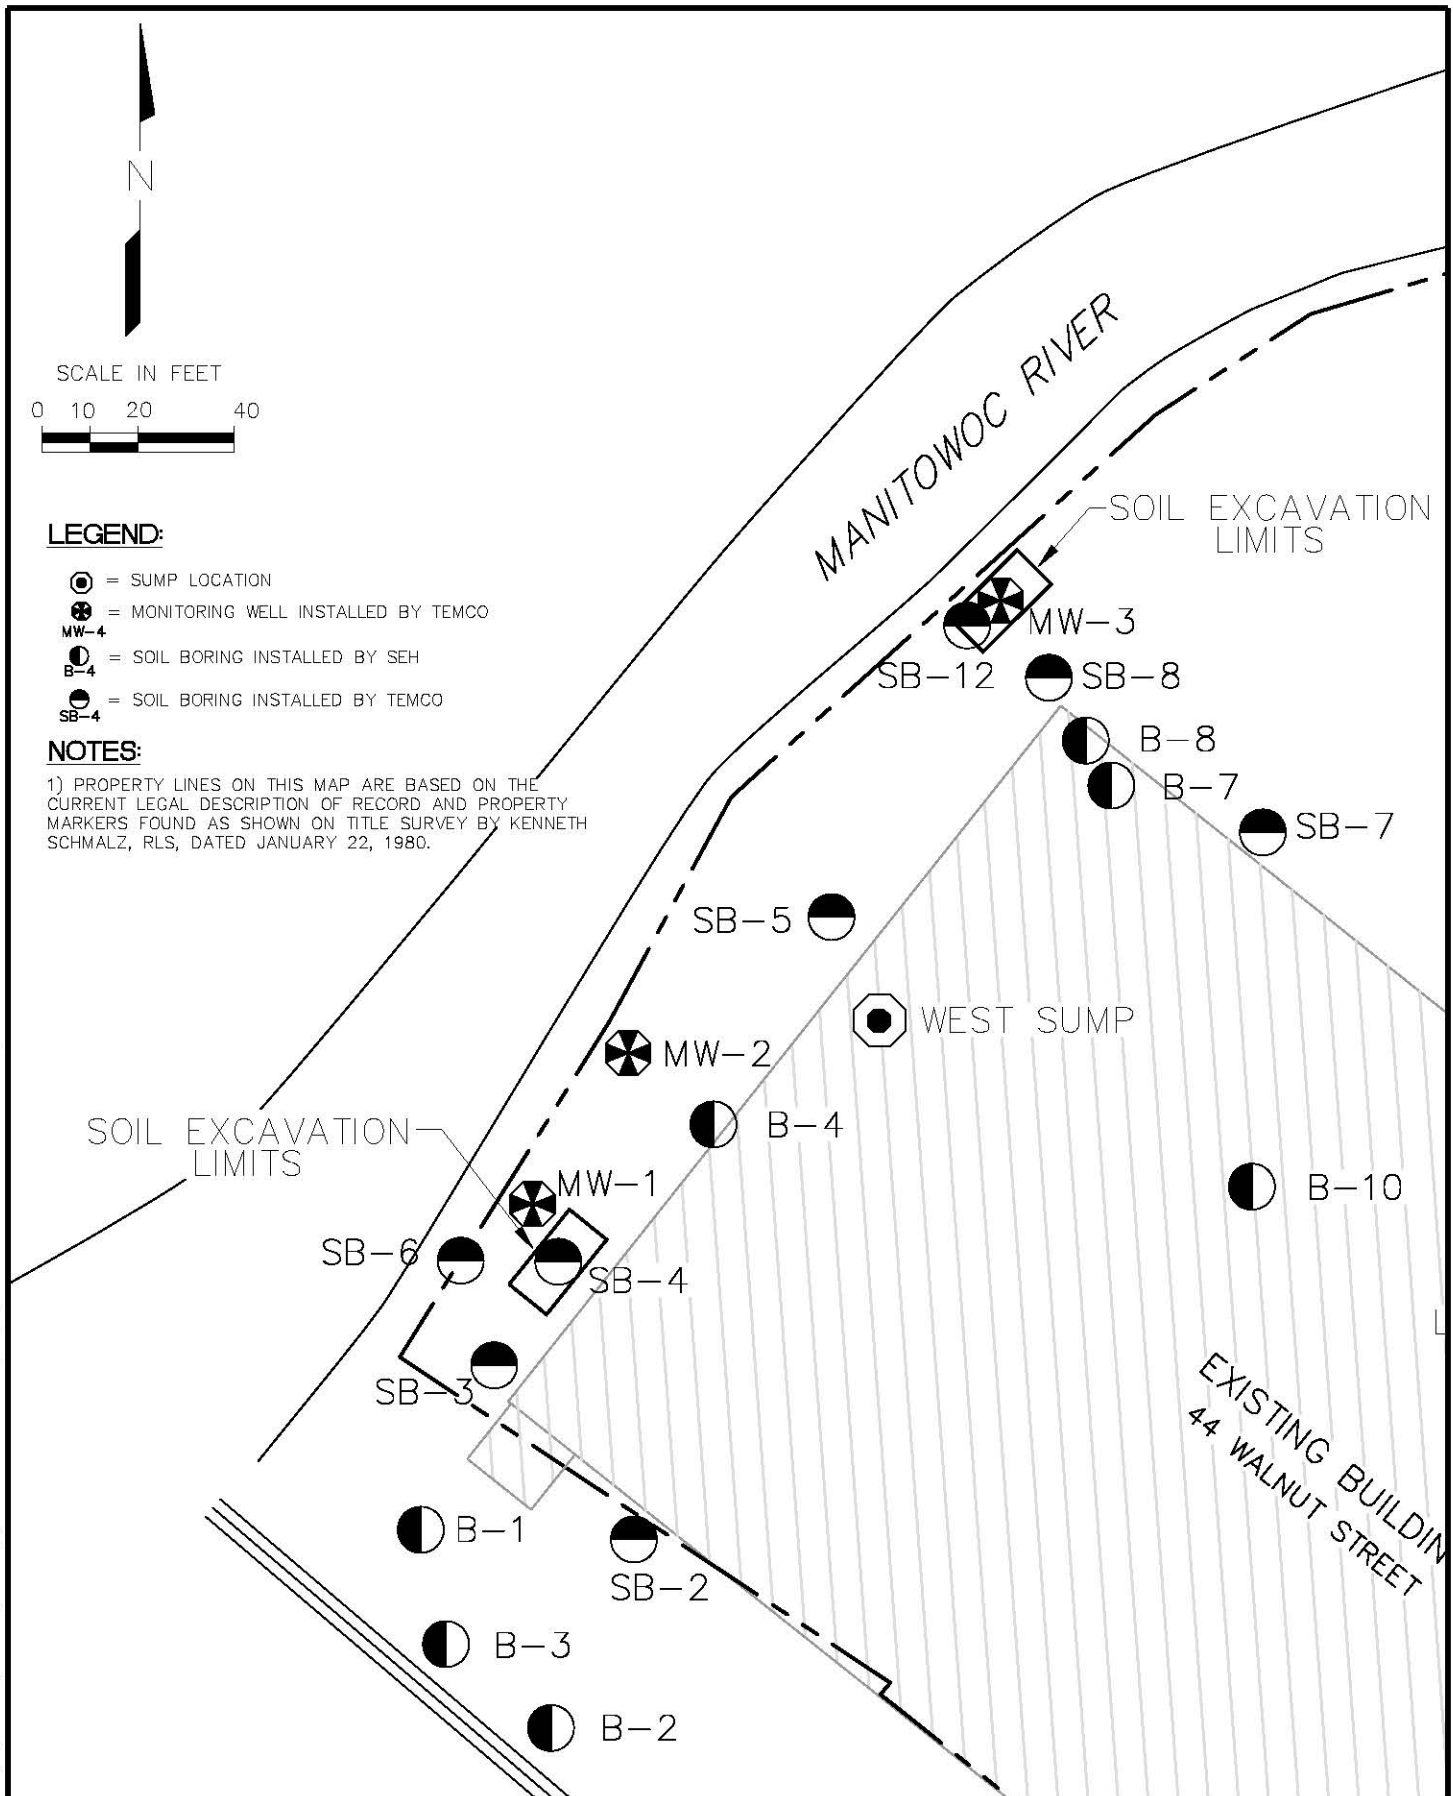 N
SCALE IN FEET
0 10 20 40
LEGEND:
= SUMP LOCATION
= MONITORING WELL INSTALLED BY TEMCO
MW-4
= SOIL BORING INSTALLED BY SEH
B-4
= SOIL BORING INSTALLED BY TEMCO
SB-4
NOTES:
1) PROPERTY LINES ON THIS MAP ARE BASED ON THE
CURRENT LEGAL DESCRIPTION OF RECORD AND PROPERTY
MARKERS FOUND AS SHOWN ON TITLE SURVEY BY KENNETH
SCHMALZ, RLS, DATED JANUARY 22, 1980.
MANITOWOC RIVER
SOIL EXCAVATION
LIMITS
MW-3
SB-12
SB-8
B-8
B-7
SB-7
SB-5
WEST SUMP
MW-2
B-4
SOIL EXCAVATION
LIMITS
MW-1
B-10
SB-6
SB-4
L
SB-3
EXISTING BUILDIN
44 WALNUT STREET
B-1
SB-2
B-3
B-2